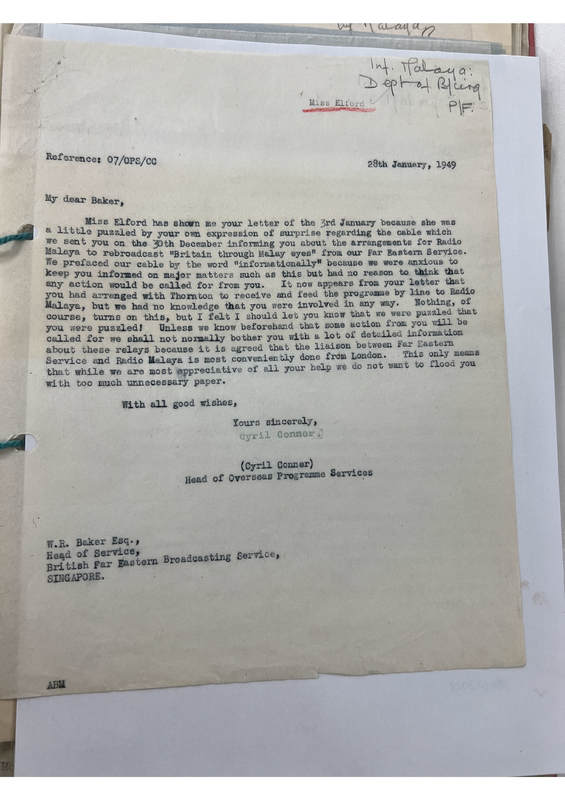 by Malaya
Inf. Malaya:
Dept of B/cing
P/F.
Miss Elford
Reference: 07/OPS/CC
28th January, 1949
My dear Baker,
Miss Elford has shown me your letter of the 3rd January because she was
a little puzzled by your own expression of surprise regarding the cable which
we sent you on the 30th December informing you about the arrangements for Radio
Malaya to rebroadcast "Britain through Malay eyes" from our Far Eastern Service.
We prefaced our cable by the word "informationally" because we were anxious to
keep you informed on major matters such as this but had no reason to think that
any action would be called for from you. It now appears from your letter that
you had arranged with Thornton to receive and feed the programme by line to Radio
Malaya, but we had no knowledge that you were involved in any way. Nothing, of
course, turns on this, but I felt I should let you know that we were puzzled that
you were puzzled! Unless we know beforehand that some action from you will be
called for we shall not normally bother you with a lot of detailed information
about these relays because it is agreed that the liaison between Far Eastern
Service and Radio Malaya is most conveniently done from London. This only means
that while we are most appreciative of all your help we do not want to flood you
with too much unnecessary paper.
With all good wishes,
Yours sincerely,
Cyril Conner.
(Cyril Conner)
Head of Overseas Programme Services
W.R. Baker Esq.,
Head of Service,
British Far Eastern Broadcasting Service,
SINGAPORE.
ABM